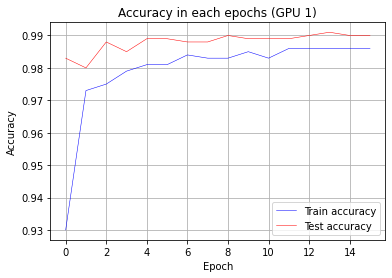 Accuracy in each epochs (GPU 1)
Accuracy
0.99
0.98
0.97
0.96
0.95
0.94
0.93
Train accuracy
Test accuracy
0 2 4 6 8 10 12 14
Epoch